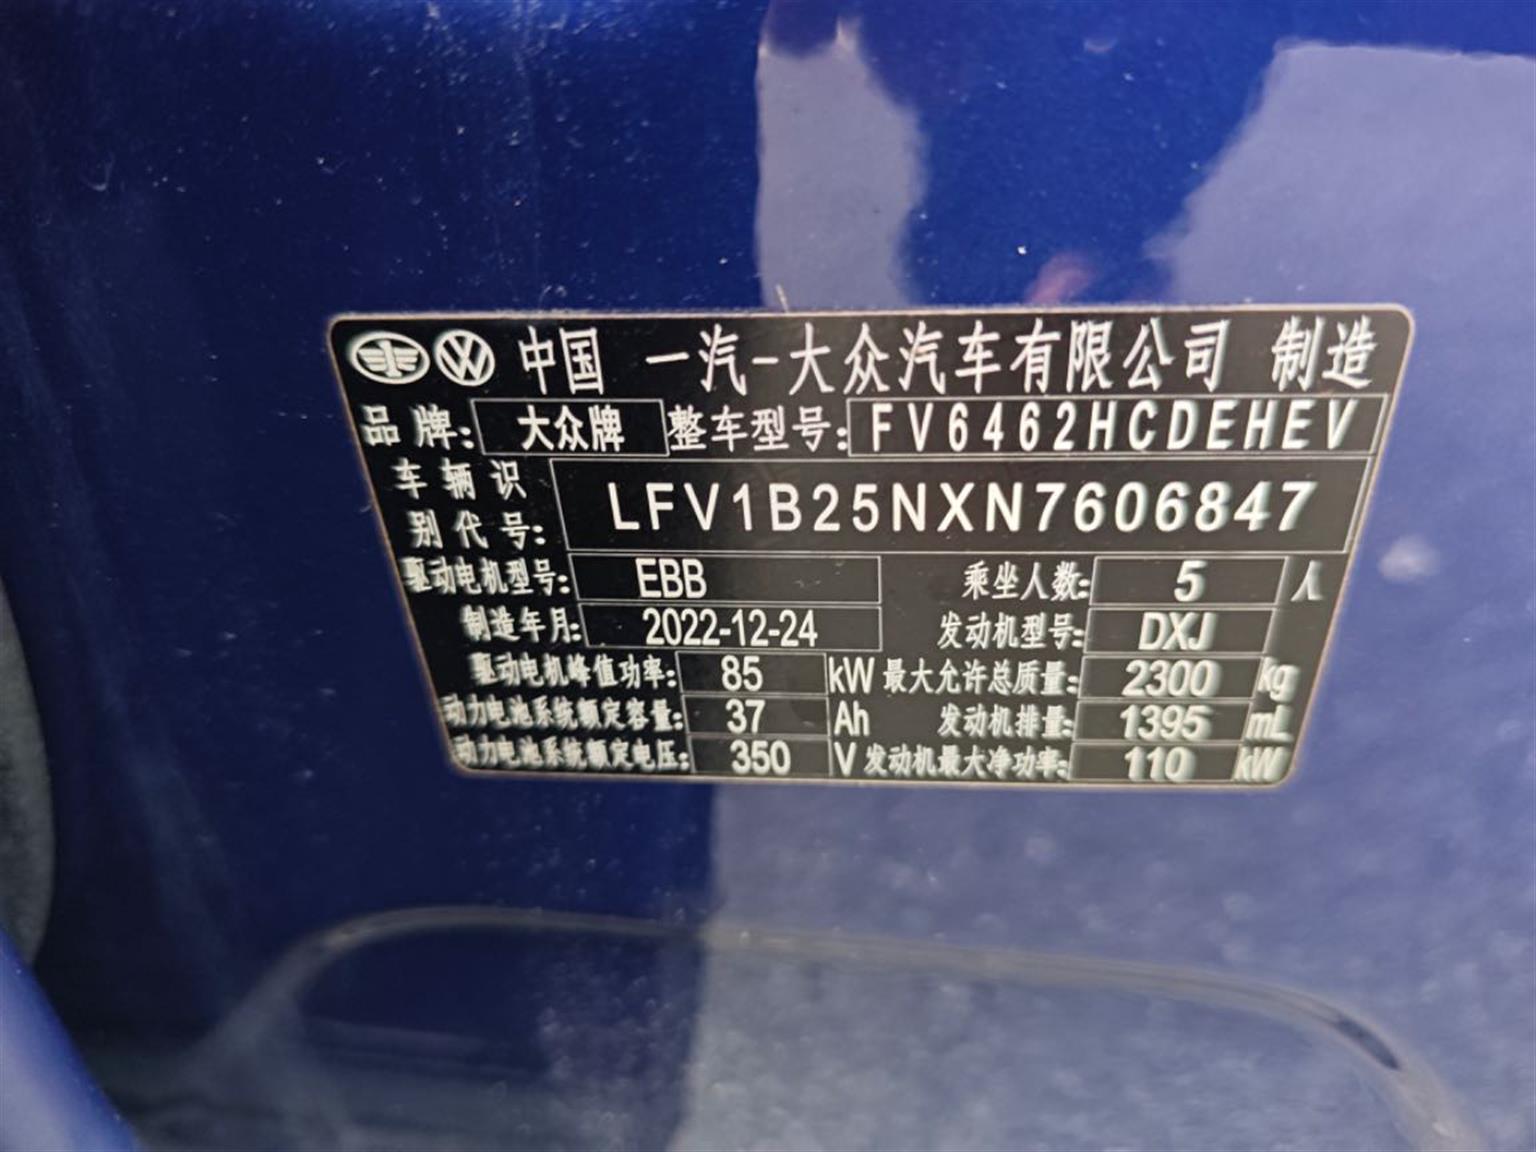 中国 一汽-大众汽车有限公司 制造
品牌: 大众牌 整车型号: FV6462HCDEHEV
车辆识别代号: LFV1B25NXN7606847
驱动电机型号: EBB 乘坐人数: 5 人
制造年月: 2022-12-24 发动机型号: DXJ
驱动电机峰值功率: 85 kW 最大允许总质量: 2300 kg
动力电池系统额定容量: 37 Ah 发动机排量: 1395 mL
动力电池系统额定电压: 350 V 发动机最大净功率: 110 kW